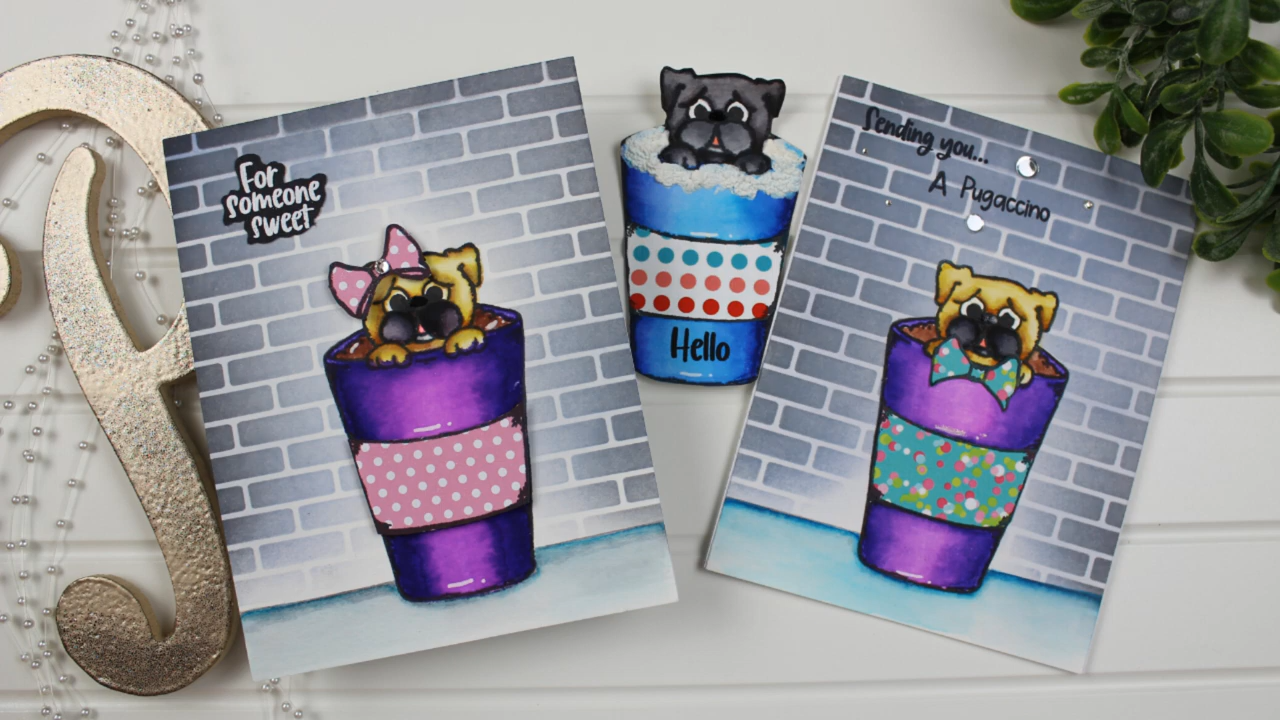 For
someone
sweet
Hello
Sending you...
A Pugaccino